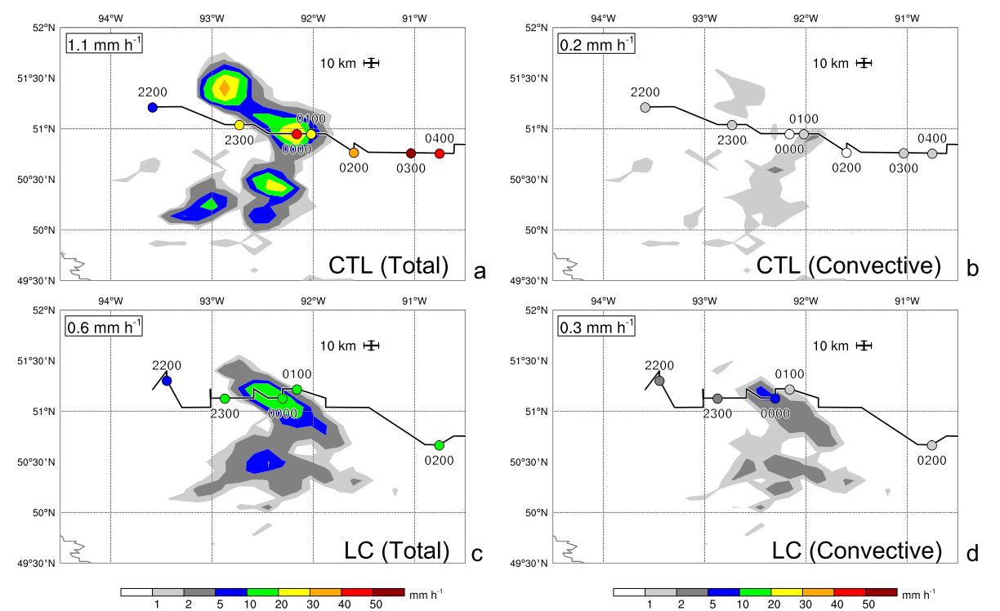 94°W 93°W 92°W 91°W
94°W 93°W 92°W 91°W
52°N
52°N
1.1 mm h⁻¹
0.2 mm h⁻¹
10 km
10 km
51°30'N
51°30'N
2200
2300
0000
0100
0200
0300
0400
2200
2300
0000
0100
0200
0300
0400
51°N
51°N
50°30'N
50°30'N
50°N
50°N
CTL (Total) a
CTL (Convective) b
49°30'N
49°30'N
94°W 93°W 92°W 91°W
94°W 93°W 92°W 91°W
52°N
52°N
0.6 mm h⁻¹
0.3 mm h⁻¹
10 km
10 km
51°30'N
51°30'N
2200
2300
0000
0100
0200
2200
2300
0000
0100
0200
51°N
51°N
50°30'N
50°30'N
50°N
50°N
LC (Total) c
LC (Convective) d
49°30'N
49°30'N
1 2 5 10 20 30 40 50 mm h⁻¹
1 2 5 10 20 30 40 50 mm h⁻¹